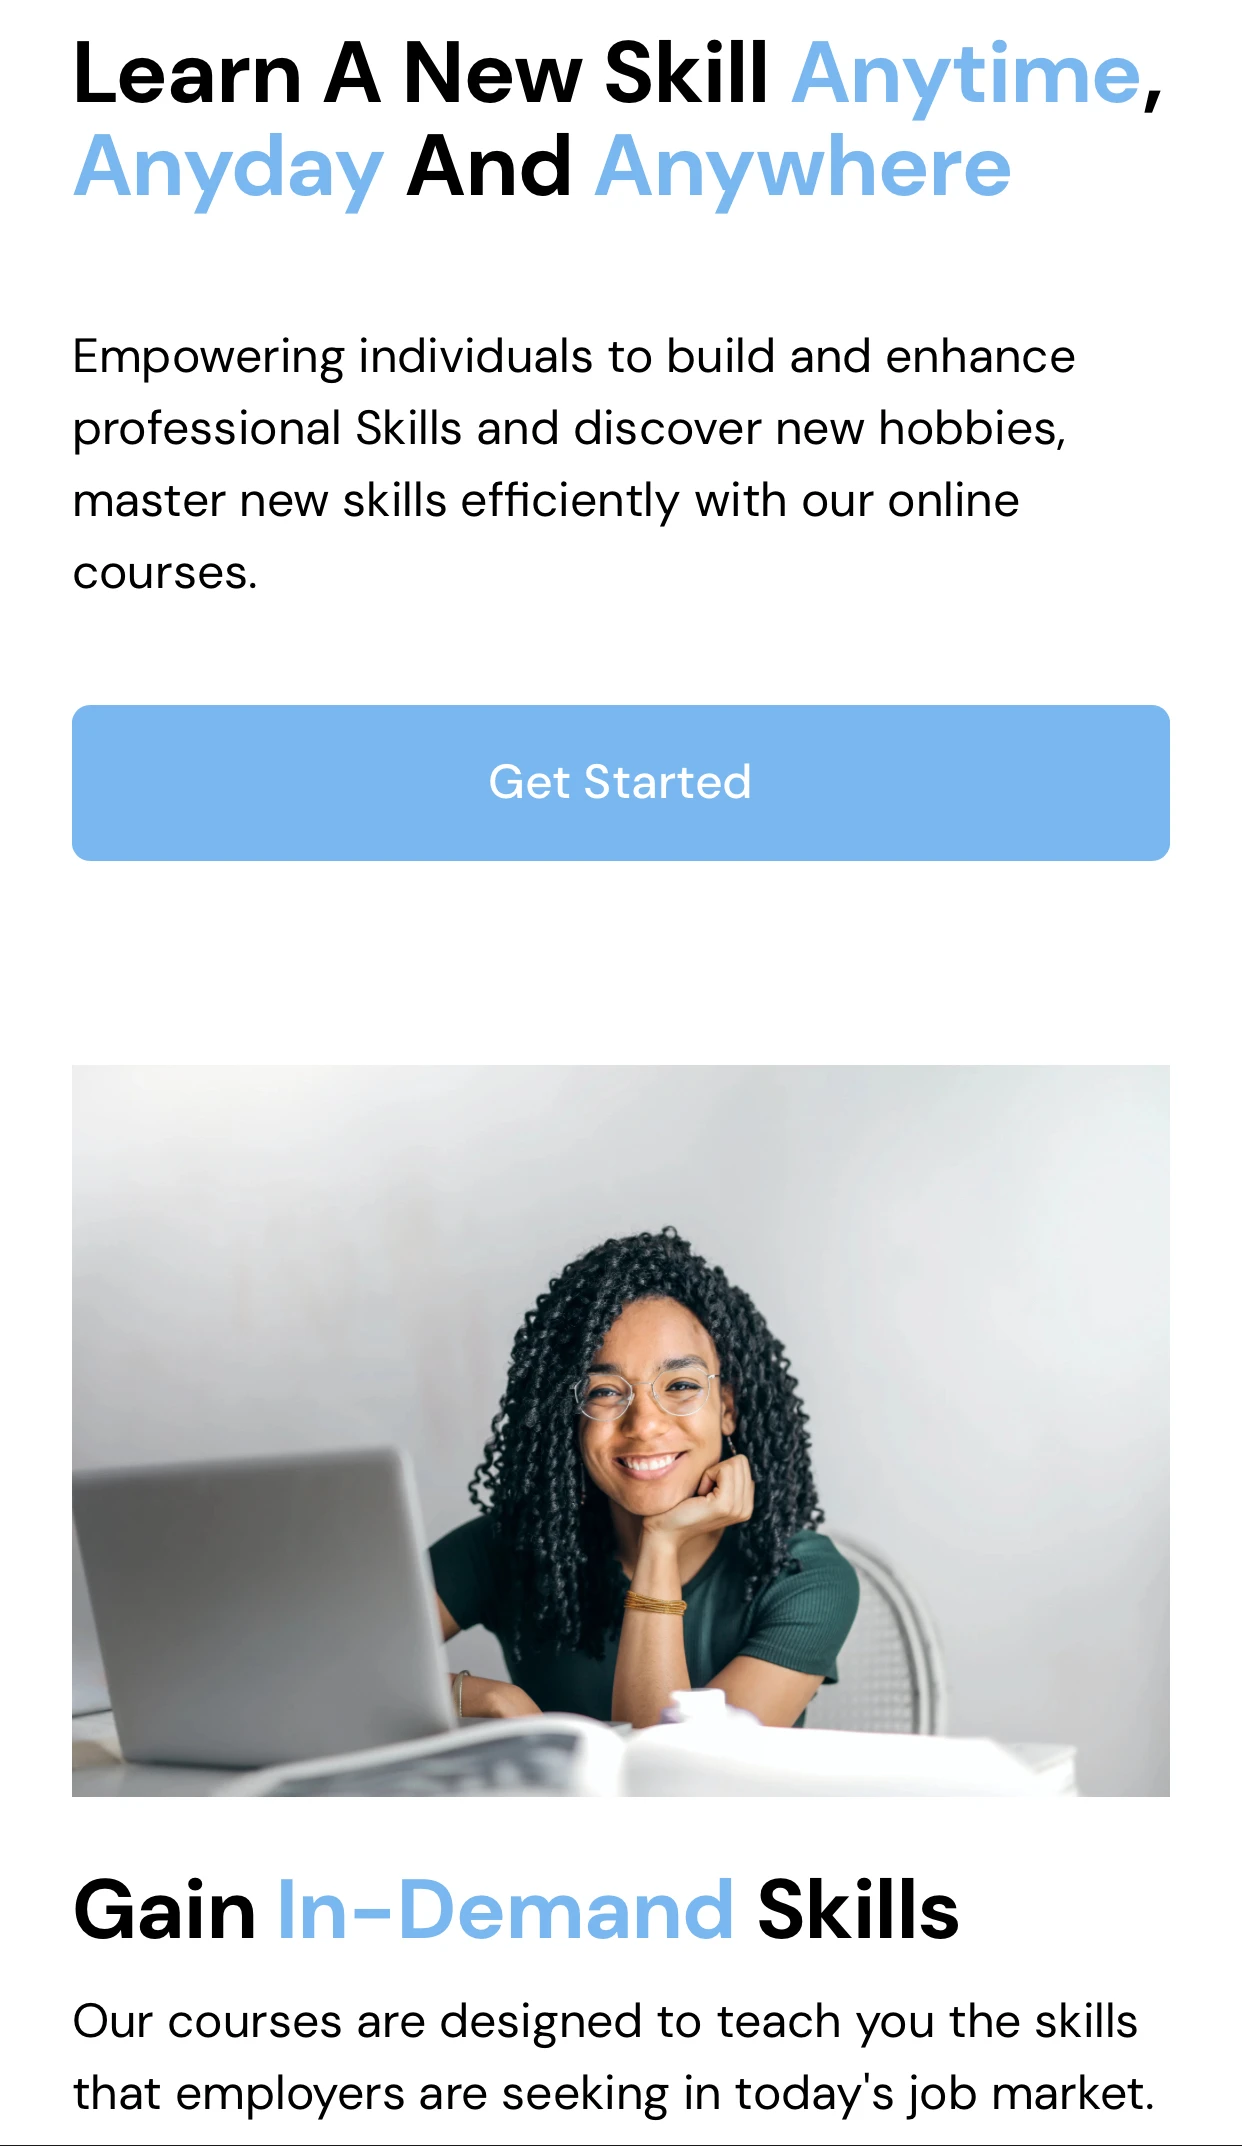 Learn A New Skill Anytime,
Anyday And Anywhere
Empowering individuals to build and enhance
professional Skills and discover new hobbies,
master new skills efficiently with our online
courses.
Get Started
Gain In-Demand Skills
Our courses are designed to teach you the skills
that employers are seeking in today's job market.